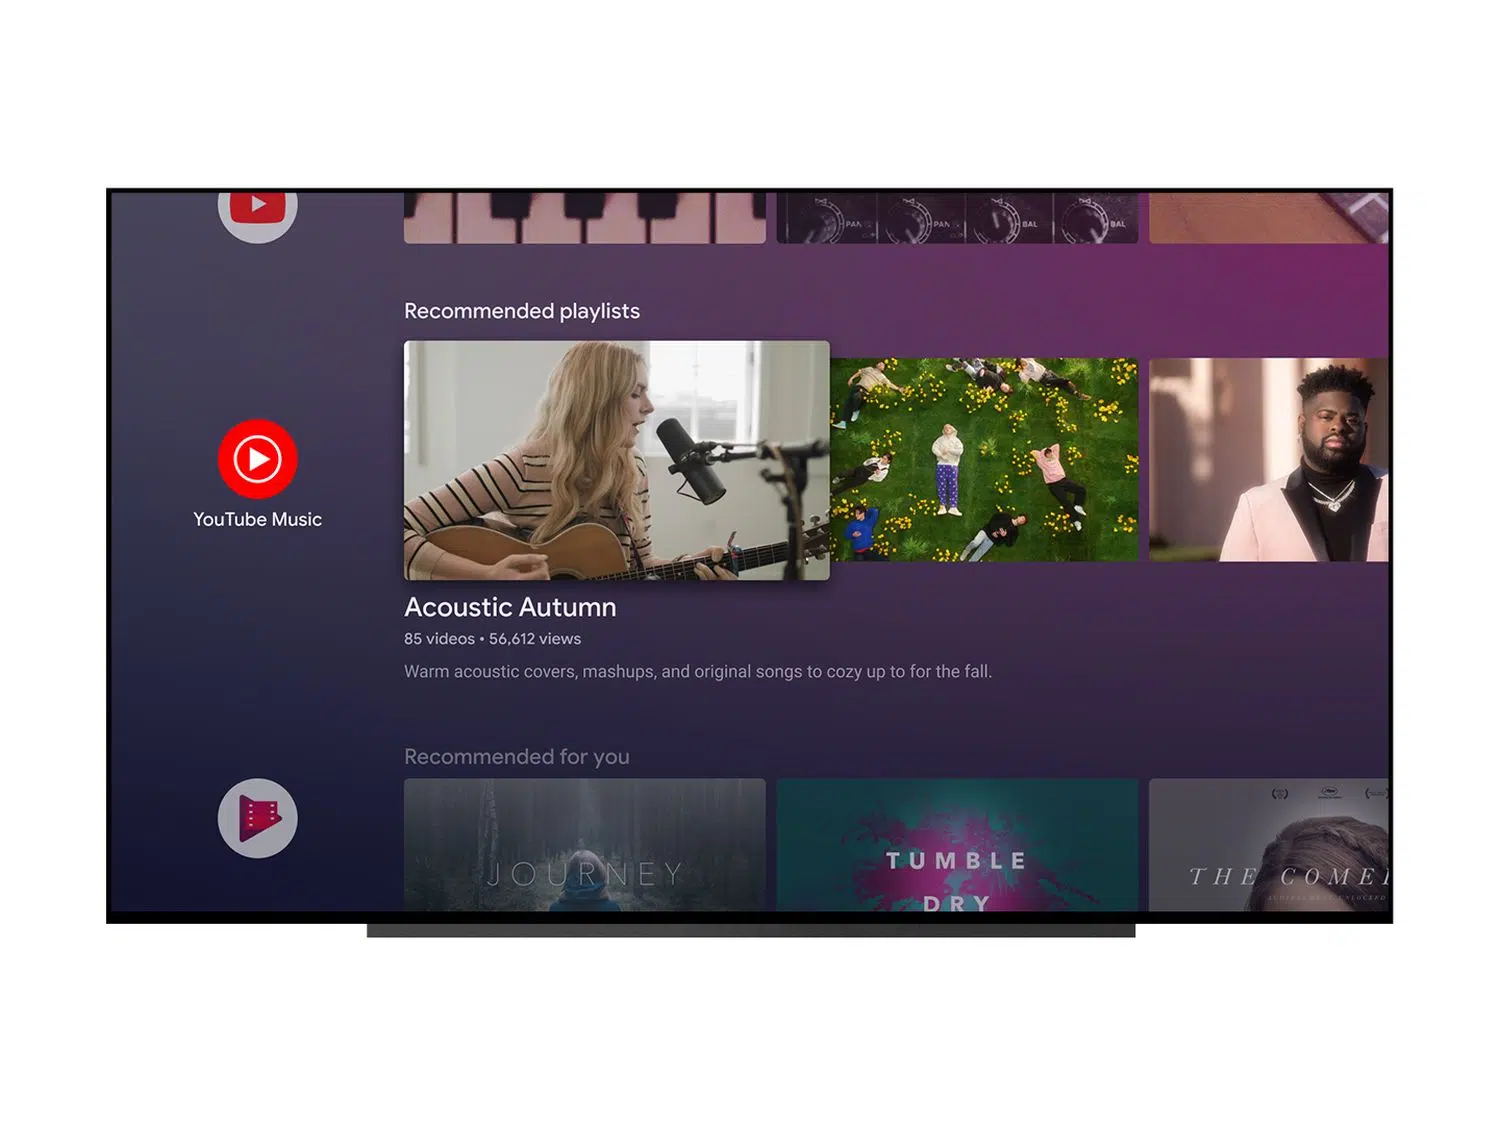 PAN
PAN
BAL
BAL
Recommended playlists
YouTube Music
Acoustic Autumn
85 videos • 56,612 views
Warm acoustic covers, mashups, and original songs to cozy up to for the fall.
Recommended for you
JOURNEY
TUMBLE
DRY
THE COME